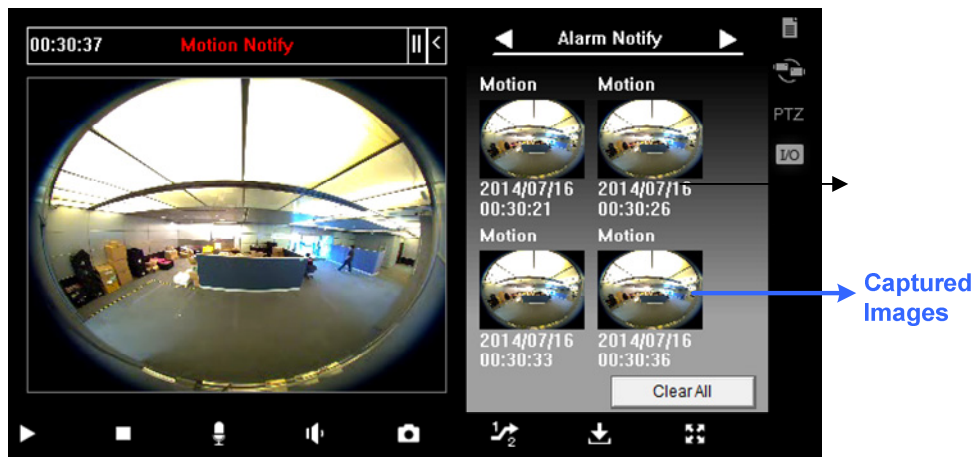 00:30:37 Motion Notify
Alarm Notify
Motion Motion
2014/07/16 2014/07/16
00:30:21 00:30:26
Motion Motion
2014/07/16 2014/07/16
00:30:33 00:30:36
Clear All
PTZ
I/O
Captured
Images
1/2